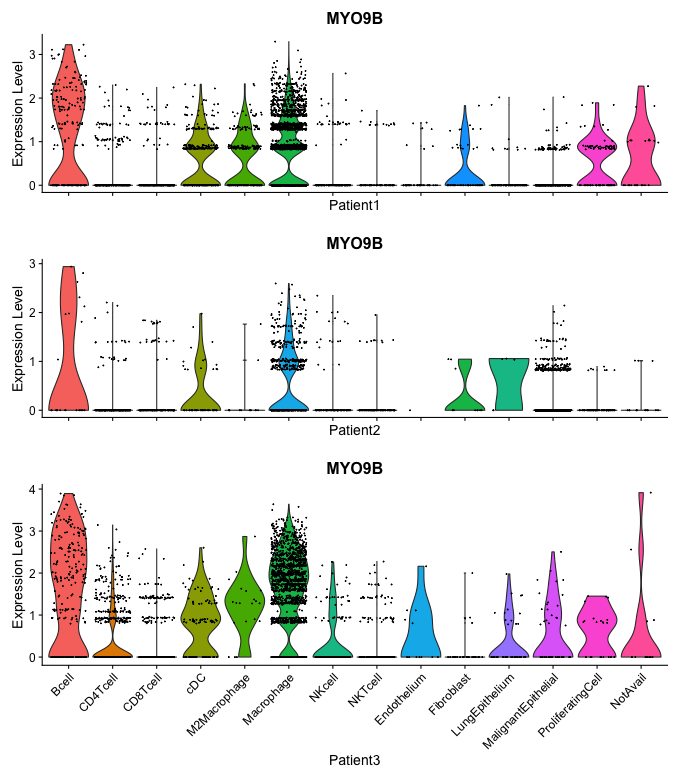 MYO9B
Expression Level
3
2
1
0
Patient1
MYO9B
Expression Level
3
2
1
0
Patient2
MYO9B
Expression Level
4
3
2
1
0
Bcell
CD4Tcell
CD8Tcell
cDC
M2Macrophage
Macrophage
NKcell
NKTcell
Endothelium
Fibroblast
LungEpithelium
MalignantEpithelial
ProliferatingCell
NotAvail
Patient3